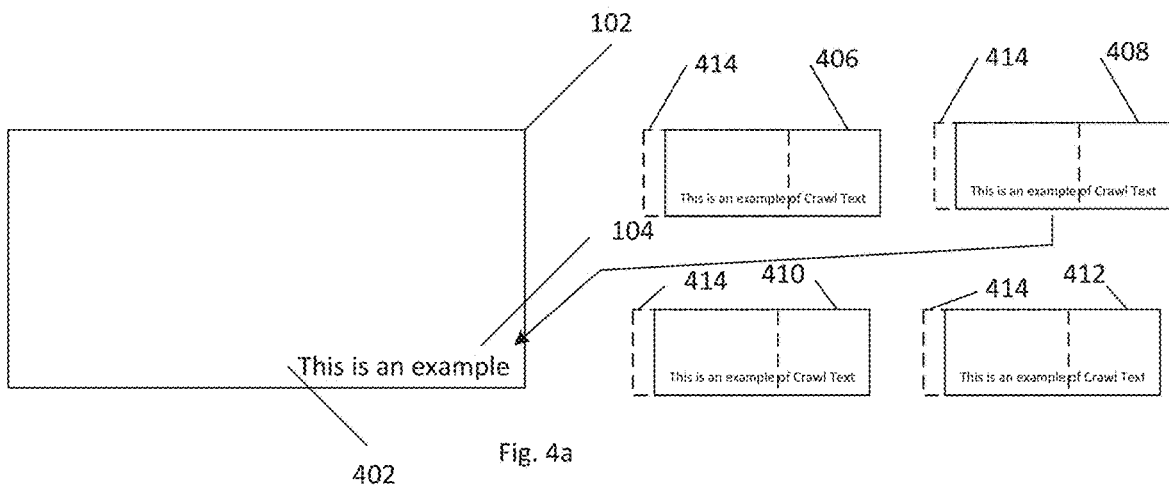 102
414
406
414
408
This is an example of Crawl Text
This is an example of Crawl Text
104
414
410
414
412
This is an example
This is an example of Crawl Text
This is an example of Crawl Text
Fig. 4a
402